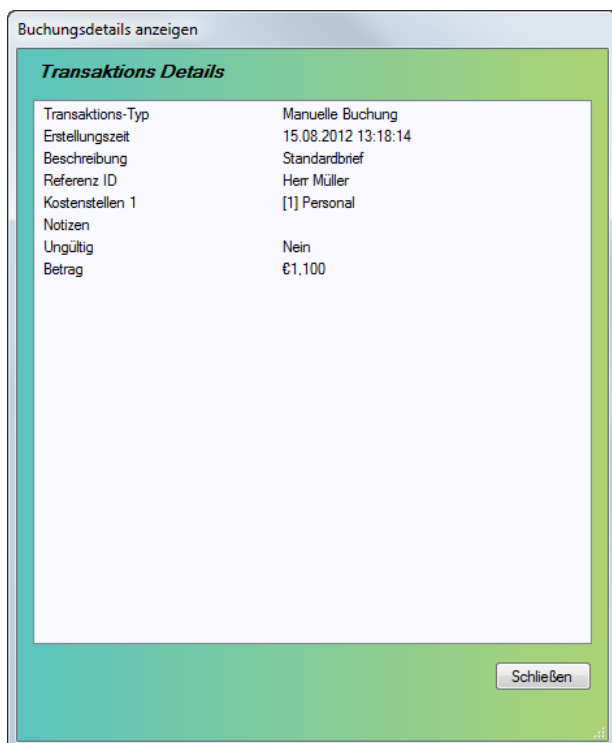 Buchungsdetails anzeigen
Transaktions Details
Transaktions-Typ Manuelle Buchung
Erstellungszeit 15.08.2012 13:18:14
Beschreibung Standardbrief
Referenz ID Herr Müller
Kostenstellen 1 [1] Personal
Notizen
Ungültig Nein
Betrag €1,100
Schließen